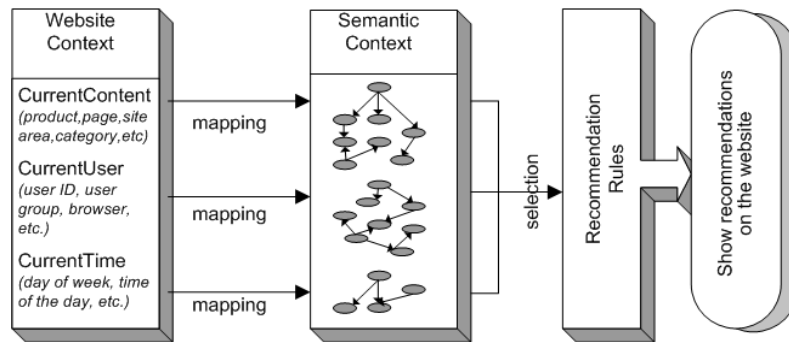 Website
Context
CurrentContent
(product,page,site
area,category,etc)
CurrentUser
(user ID, user
group, browser,
etc.)
CurrentTime
(day of week, time
of the day, etc.)
mapping
mapping
mapping
Semantic
Context
selection
Recommendation
Rules
Show recommendations
on the website